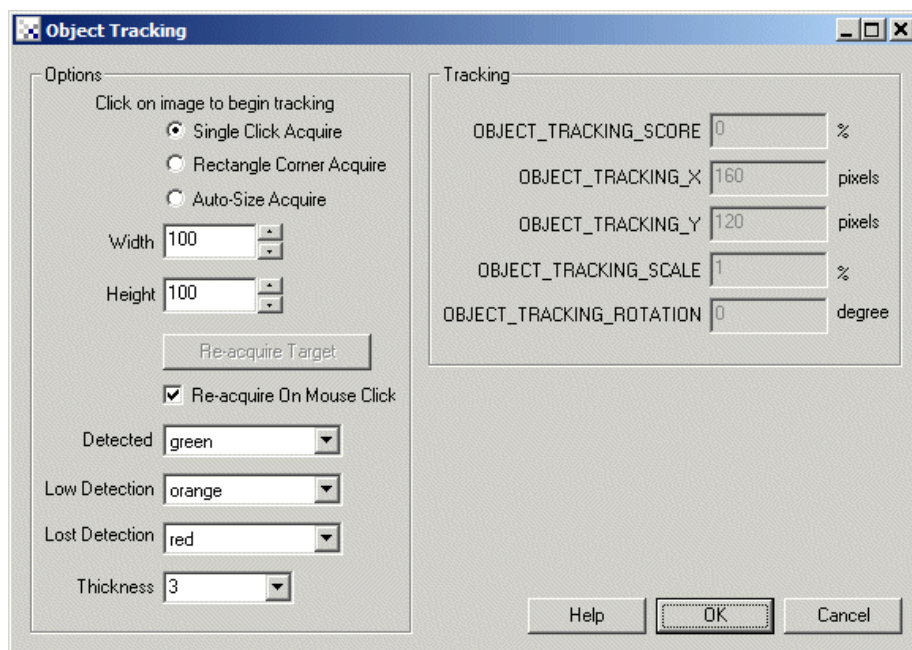 Object Tracking
Options
Click on image to begin tracking
Single Click Acquire
Rectangle Corner Acquire
Auto-Size Acquire
Width 100
Height 100
Re-acquire Target
Re-acquire On Mouse Click
Detected green
Low Detection orange
Lost Detection red
Thickness 3
Tracking
OBJECT_TRACKING_SCORE 0 %
OBJECT_TRACKING_X 160 pixels
OBJECT_TRACKING_Y 120 pixels
OBJECT_TRACKING_SCALE 1 %
OBJECT_TRACKING_ROTATION 0 degree
Help OK Cancel